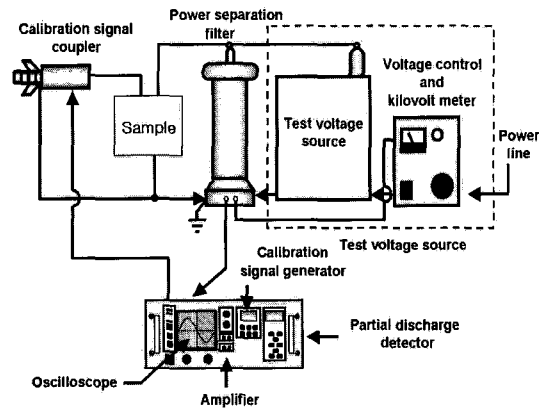 Power separation
filter
Calibration signal
coupler
Voltage control
and
kilovolt meter
Sample
Test voltage
source
Power
line
Test voltage source
Calibration
signal generator
Partial discharge
detector
Oscilloscope
Amplifier